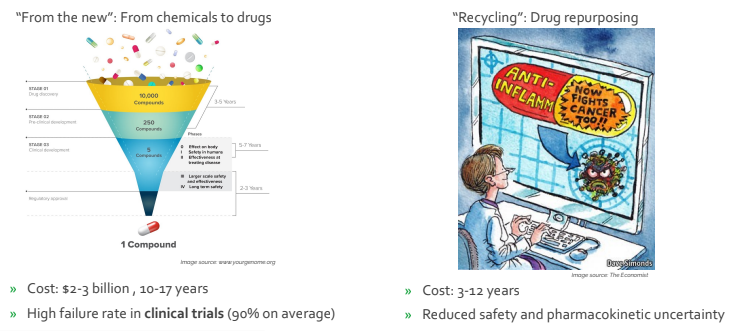 “From the new”: From chemicals to drugs
STAGE 01
Drug discovery
10,000
Compounds
3-5 Years
STAGE 02
Pre-clinical development
250
Compounds
Phases
STAGE 03
Clinical development
5
Compounds
0 Effect on body
I Safety in humans
II Effectiveness at
treating disease
5-7 Years
III Larger scale safety
and effectiveness
IV Long term safety
2-3 Years
Regulatory approval
1 Compound
Image source: www.yourgenome.org
» Cost: $2-3 billion , 10-17 years
» High failure rate in clinical trials (90% on average)
“Recycling”: Drug repurposing
ANTI-
INFLAMM
NOW
FIGHTS
CANCER
TOO!!
Dave Simonds
Image source: The Economist
» Cost: 3-12 years
» Reduced safety and pharmacokinetic uncertainty